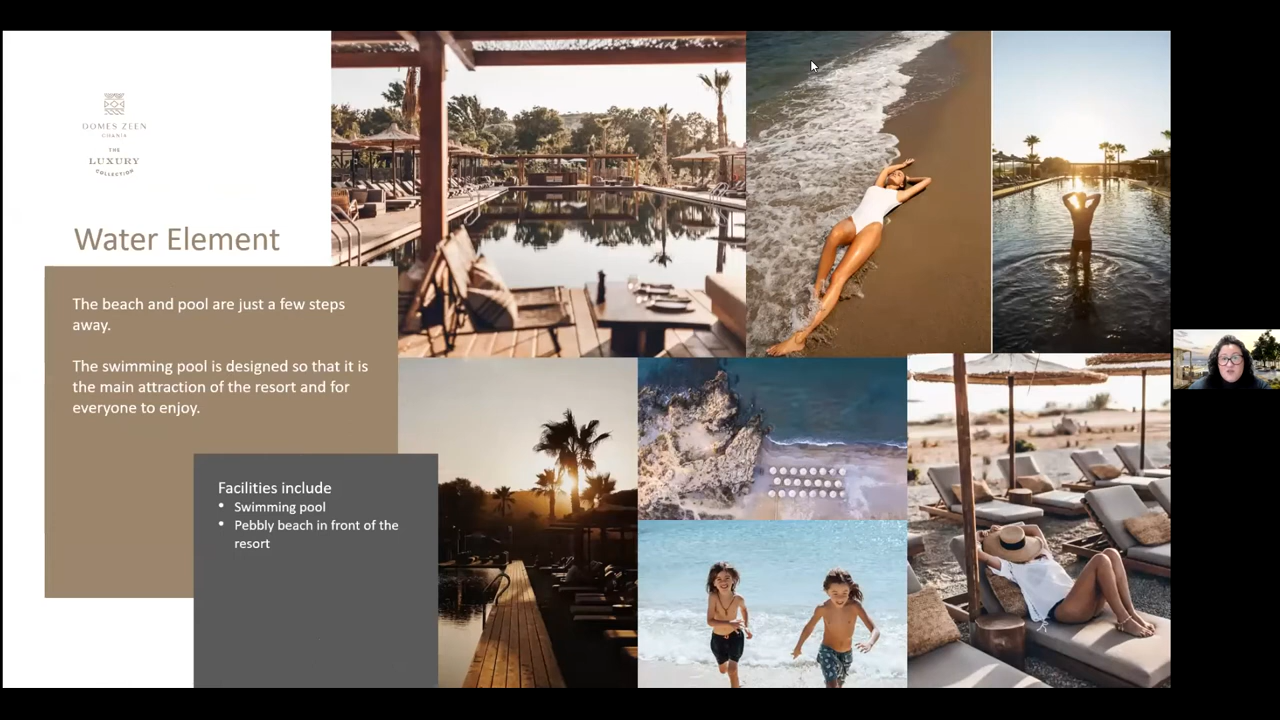 DOMES ZEEN
CHANIA
THE
LUXURY
COLLECTION
Water Element
The beach and pool are just a few steps
away.
The swimming pool is designed so that it is
the main attraction of the resort and for
everyone to enjoy.
Facilities include
• Swimming pool
• Pebbly beach in front of the
resort